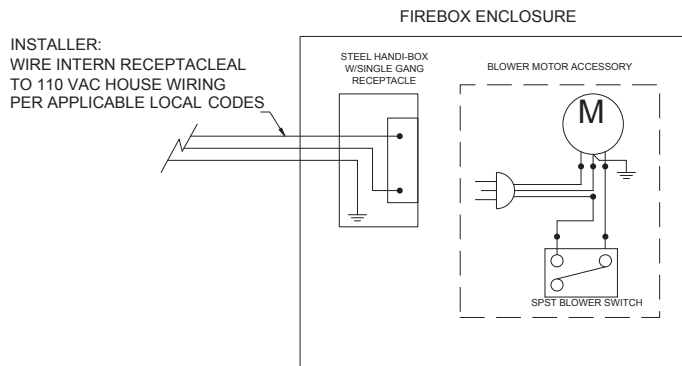 FIREBOX ENCLOSURE
INSTALLER:
WIRE INTERN RECEPTACLEAL
TO 110 VAC HOUSE WIRING
PER APPLICABLE LOCAL CODES
STEEL HANDI-BOX
W/SINGLE GANG
RECEPTACLE
BLOWER MOTOR ACCESSORY
M
SPST BLOWER SWITCH